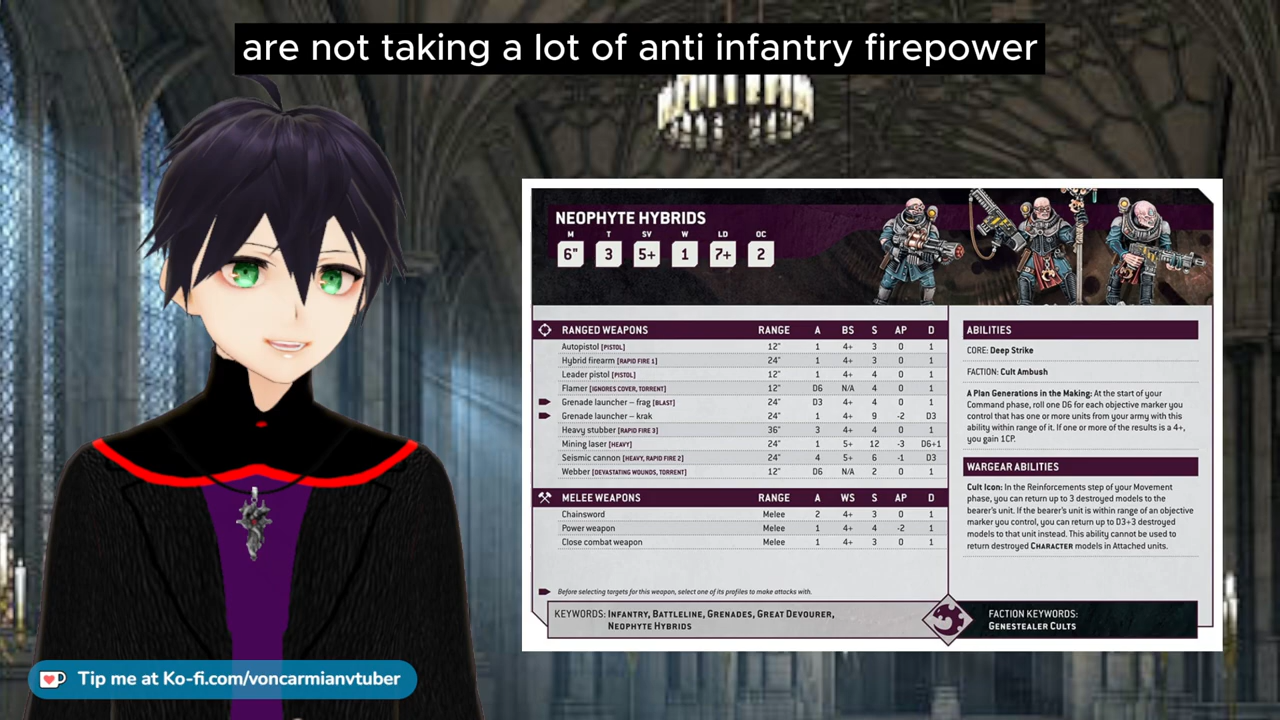 are not taking a lot of anti infantry firepower
NEOPHYTE HYBRIDS
M T SV W LD OC
6" 3 5+ 1 7+ 2
RANGED WEAPONS RANGE A BS S AP D
Autopistol [PISTOL] 12" 1 4+ 3 0 1
Hybrid firearm [RAPID FIRE 1] 24" 1 4+ 3 0 1
Leader pistol [PISTOL] 12" 1 4+ 4 0 1
Flamer [IGNORES COVER, TORRENT] 12" D6 N/A 4 0 1
Grenade launcher – frag [BLAST] 24" D3 4+ 4 0 1
Grenade launcher – krak 24" 1 4+ 9 -2 D3
Heavy stubber [RAPID FIRE 3] 36" 3 4+ 4 0 1
Mining laser [HEAVY] 24" 1 5+ 12 -3 D6+1
Seismic cannon [HEAVY, RAPID FIRE 2] 24" 4 5+ 6 -1 D3
Webber [DEVASTATING WOUNDS, TORRENT] 12" D6 N/A 2 0 1
MELEE WEAPONS RANGE A WS S AP D
Chainsword Melee 2 4+ 3 0 1
Power weapon Melee 1 4+ 4 -2 1
Close combat weapon Melee 1 4+ 3 0 1
Before selecting targets for this weapon, select one of its profiles to make attacks with.
ABILITIES
CORE: Deep Strike
FACTION: Cult Ambush
A Plan Generations in the Making: At the start of your
Command phase, roll one D6 for each objective marker you
control that has one or more units from your army with this
ability within range of it. If one or more of the results is a 4+,
you gain 1CP.
WARGEAR ABILITIES
Cult Icon: In the Reinforcements step of your Movement
phase, you can return up to 3 destroyed models to the
bearer's unit. If the bearer's unit is within range of an objective
marker you control, you can return up to D3+3 destroyed
models to that unit instead. This ability cannot be used to
return destroyed CHARACTER models in Attached units.
KEYWORDS: INFANTRY, BATTLELINE, GRENADES, GREAT DEVOURER,
NEOPHYTE HYBRIDS
FACTION KEYWORDS:
GENESTEALER CULTS
Tip me at Ko-fi.com/voncarmianvtuber